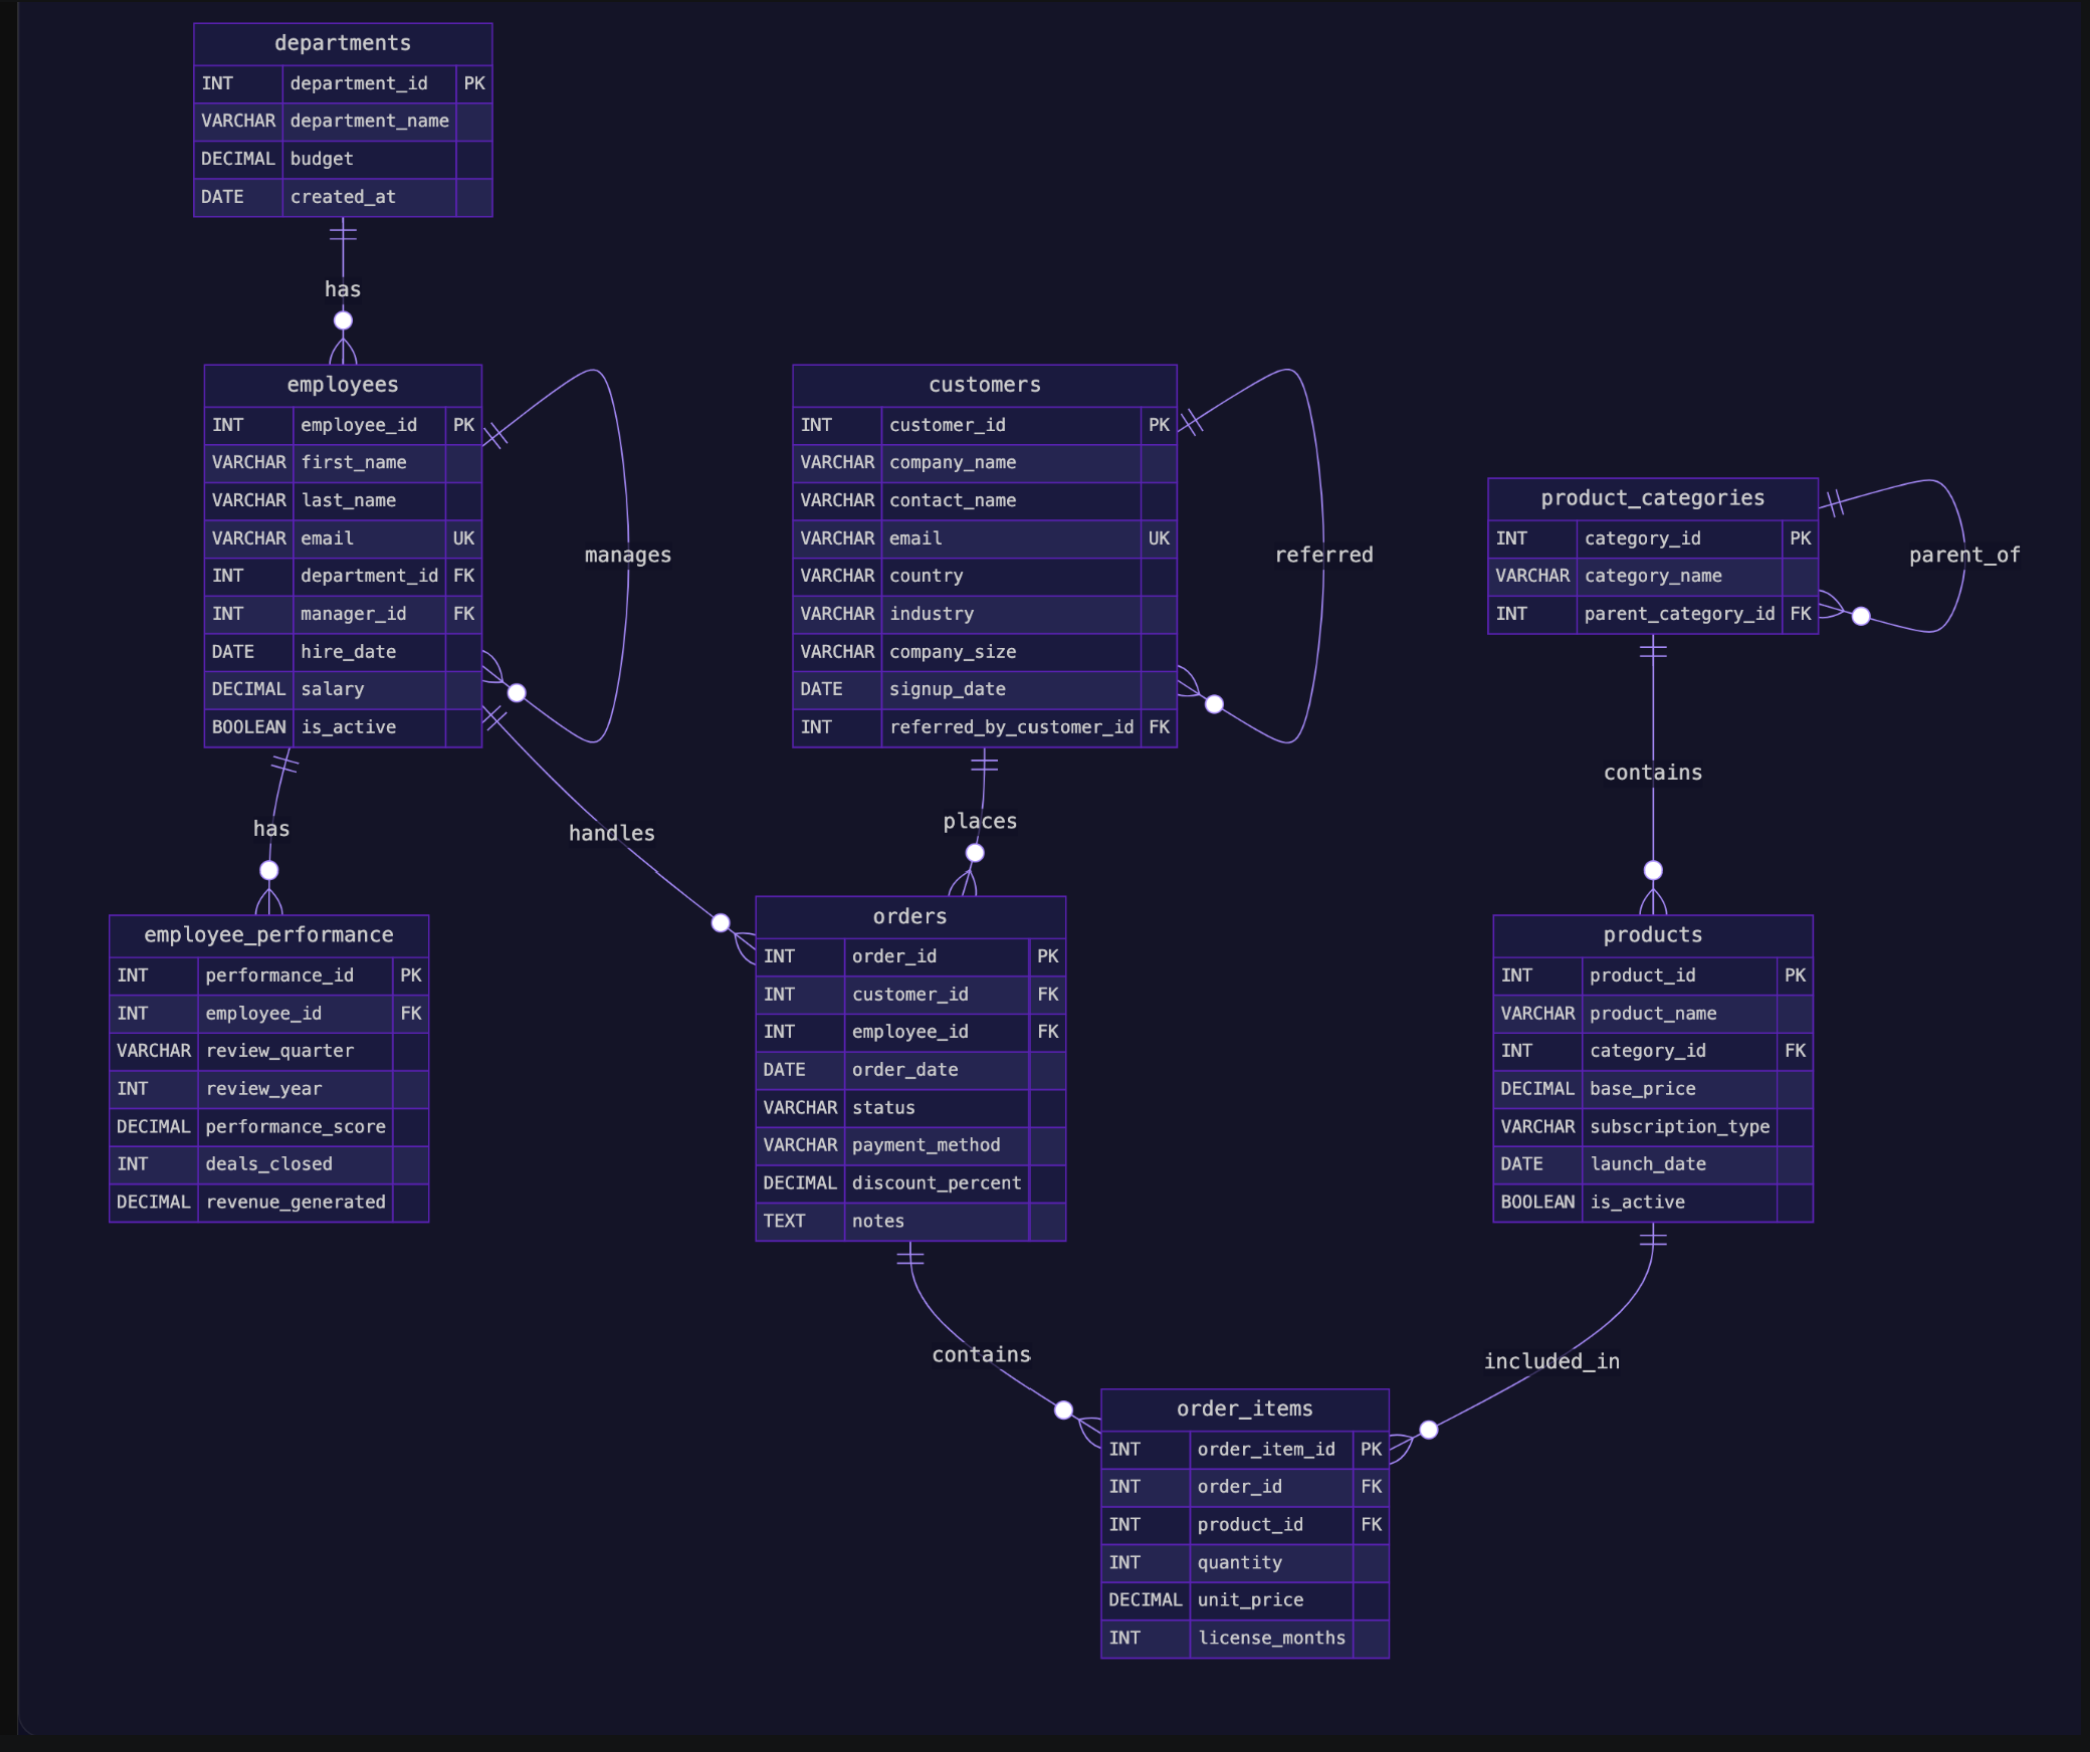 departments
INT department_id PK
VARCHAR department_name
DECIMAL budget
DATE created_at
has
employees
INT employee_id PK
VARCHAR first_name
VARCHAR last_name
VARCHAR email UK
INT department_id FK
INT manager_id FK
DATE hire_date
DECIMAL salary
BOOLEAN is_active
manages
customers
INT customer_id PK
VARCHAR company_name
VARCHAR contact_name
VARCHAR email UK
VARCHAR country
VARCHAR industry
VARCHAR company_size
DATE signup_date
INT referred_by_customer_id FK
referred
product_categories
INT category_id PK
VARCHAR category_name
INT parent_category_id FK
parent_of
has
handles
places
contains
employee_performance
INT performance_id PK
INT employee_id FK
VARCHAR review_quarter
INT review_year
DECIMAL performance_score
INT deals_closed
DECIMAL revenue_generated
orders
INT order_id PK
INT customer_id FK
INT employee_id FK
DATE order_date
VARCHAR status
VARCHAR payment_method
DECIMAL discount_percent
TEXT notes
products
INT product_id PK
VARCHAR product_name
INT category_id FK
DECIMAL base_price
VARCHAR subscription_type
DATE launch_date
BOOLEAN is_active
contains
included_in
order_items
INT order_item_id PK
INT order_id FK
INT product_id FK
INT quantity
DECIMAL unit_price
INT license_months